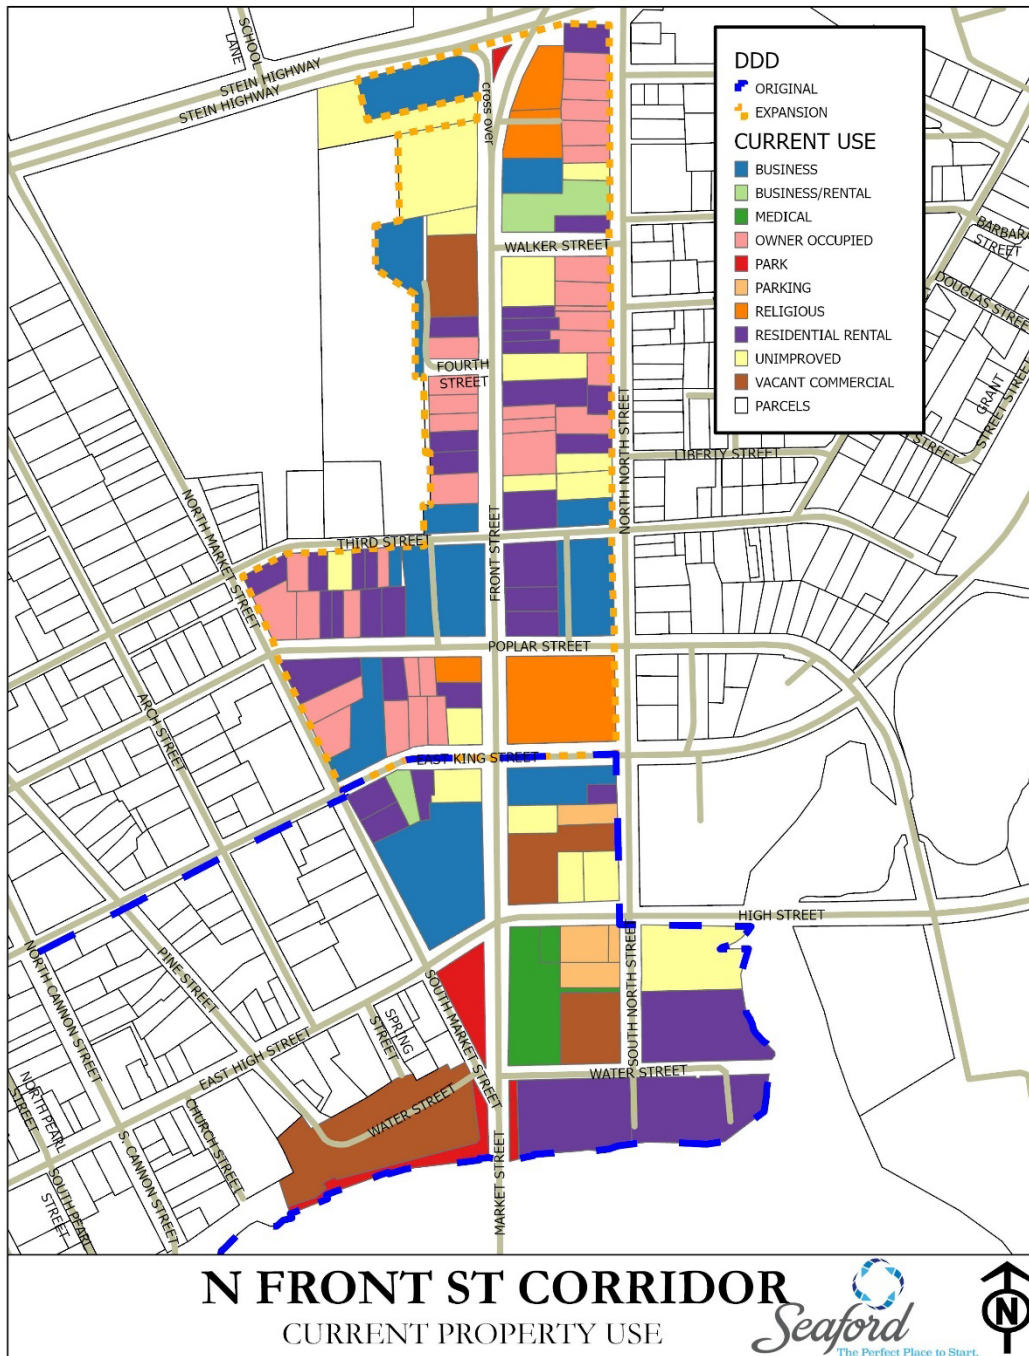 SCHOOL
LANE
STEIN HIGHWAY
STEIN HIGHWAY
cross over
DDD
ORIGINAL
EXPANSION
CURRENT USE
BUSINESS
BUSINESS/RENTAL
MEDICAL
OWNER OCCUPIED
PARK
PARKING
RELIGIOUS
RESIDENTIAL RENTAL
UNIMPROVED
VACANT COMMERCIAL
PARCELS
WALKER STREET
BARBARA
STREET
DOUGLAS STREET
FOURTH
STREET
GRANT
STREET
STREET
STREET
LIBERTY STREET
NORTH NORTH STREET
NORTH MARKET STREET
FRONT STREET
THIRD STREET
POPLAR STREET
ARCH STREET
EAST KING STREET
HIGH STREET
NORTH CANNON STREET
PINE STREET
SOUTH MARKET STREET
SOUTH NORTH STREET
SPRING
STREET
EAST HIGH STREET
WATER STREET
WATER STREET
NORTH PEARL
STREET
CHURCH STREET
S. CANNON STREET
SOUTH PEARL
STREET
MARKET STREET
N FRONT ST CORRIDOR
CURRENT PROPERTY USE
Seaford
The Perfect Place to Start.
N